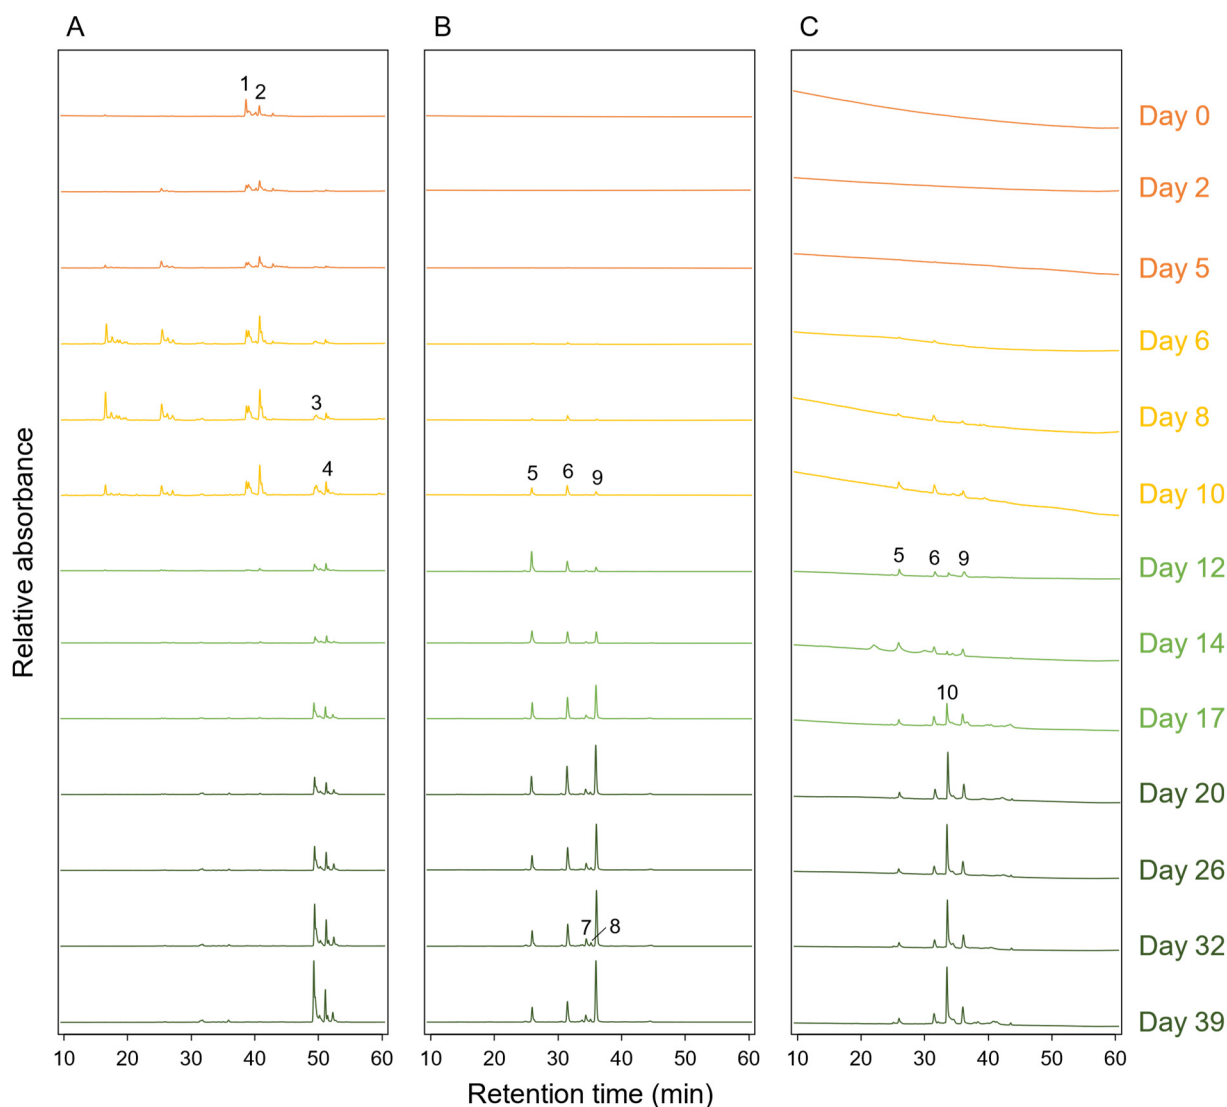 A B C
1 2
Day 0
Day 2
Day 5
Day 6
3
Day 8
4 5 6 9
Day 10
5 6 9
Day 12
Day 14
10
Day 17
Day 20
Day 26
7 8
Day 32
Day 39
Relative absorbance
10 20 30 40 50 60 10 20 30 40 50 60 10 20 30 40 50 60
Retention time (min)